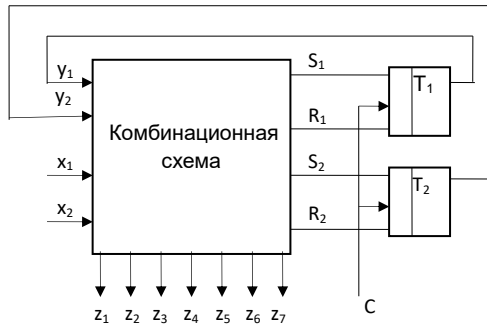 y₁
S₁
T₁
y₂
R₁
Комбинационная
схема
x₁
S₂
T₂
x₂
R₂
C
z₁ z₂ z₃ z₄ z₅ z₆ z₇